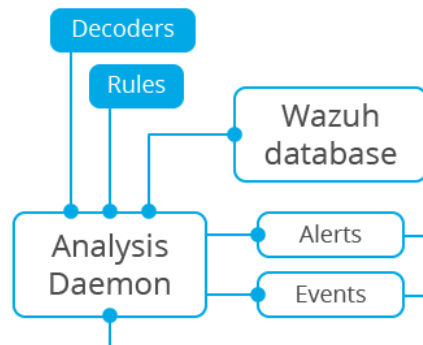 Decoders
Rules
Wazuh
database
Analysis
Daemon
Alerts
Events